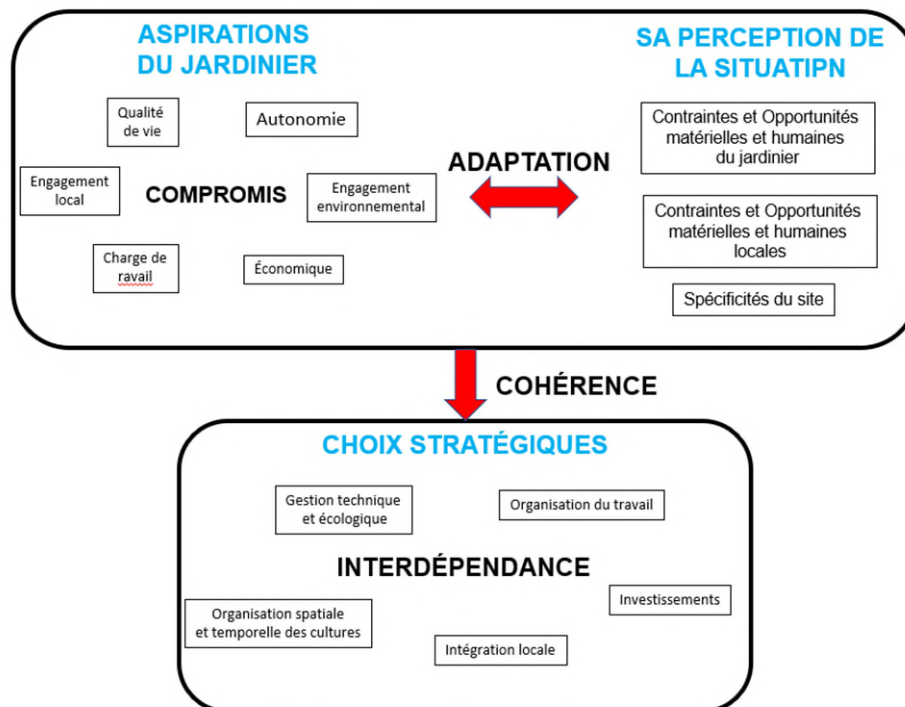 ASPIRATIONS
DU JARDINIER
Qualité
de vie
Autonomie
Engagement
local
COMPROMIS
Engagement
environnemental
Charge de
ravail
Économique
ADAPTATION
SA PERCEPTION DE
LA SITUATIPN
Contraintes et Opportunités
matérielles et humaines
du jardinier
Contraintes et Opportunités
matérielles et humaines
locales
Spécificités du site
COHÉRENCE
CHOIX STRATÉGIQUES
Gestion technique
et écologique
Organisation du travail
INTERDÉPENDANCE
Organisation spatiale
et temporelle des cultures
Investissements
Intégration locale